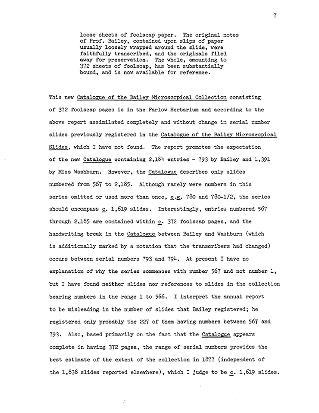 7
loose sheets of foolscap paper. The original notes
of Prof. Bailey, contained upon slips of paper
usually loosely wrapped around the slide, were
faithfully transcribed, and the originals filed
away for preservation. The whole, amounting to
372 sheets of foolscap, has been substantially
bound, and is now available for reference.
This new Catalogue of the Bailey Microscopical Collection consisting
of 372 foolscap pages is in the Farlow Herbarium and according to the
above report assimilated completely and without change in serial number
slides previously registered in the Catalogue of the Bailey Microscopical
Slides, which I have not found. The report promotes the expectation
of the new Catalogue containing 2,184 entries - 793 by Bailey and 1,391
by Miss Washburn. However, the Catalogue describes only slides
numbered from 567 to 2,185. Although rarely were numbers in this
series omitted or used more than once, e.g. 780 and 780-1/2, the series
should encompass c. 1,619 slides. Interestingly, entries numbered 567
through 2,185 are contained within c. 372 foolscap pages, and the
handwriting break in the Catalogue between Bailey and Washburn (which
is additionally marked by a notation that the transcribers had changed)
occurs between serial numbers 793 and 794. At present I have no
explanation of why the series commences with number 567 and not number 1,
but I have found neither slides nor references to slides in the collection
bearing numbers in the range 1 to 566. I interpret the annual report
to be misleading in the number of slides that Bailey registered; he
registered only probably the 227 of them having numbers between 567 and
793. Also, based primarily on the fact that the Catalogue appears
complete in having 372 pages, the range of serial numbers provides the
best estimate of the extent of the collection in (independent of
the 1,838 slides reported elsewhere), which I judge to be c. 1,619 slides.